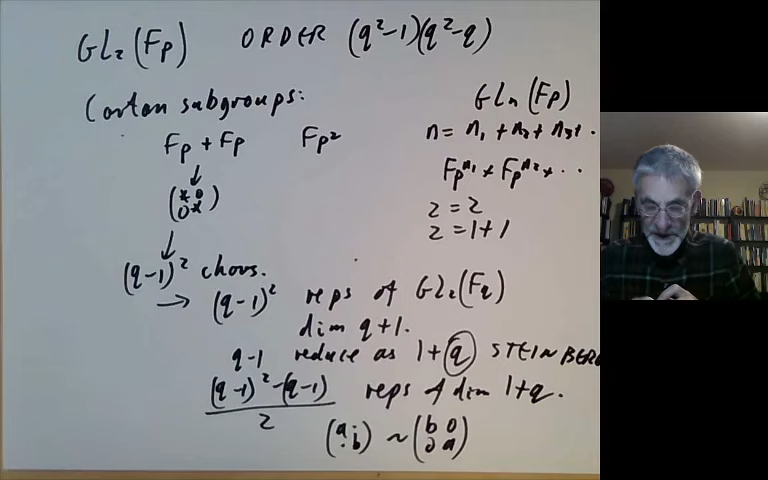 GL₂(Fp) ORDER (q²-1)(q²-q)
Cartan subgroups:
Fp + Fp Fp²
(* 0
0 *)
(q-1)² chars.
→ (q-1)² reps of GL₂(Fq)
dim q+1.
q-1 reduce as 1+q STEINBERG
(q-1)²-(q-1) / 2 reps of dim 1+q.
(a ·
· b) ~ (b 0
0 a)
GLn(Fp)
n = n₁ + n₂ + n₃ + ·
Fp^n₁ × Fp^n₂ × ··
2 = 2
2 = 1+1